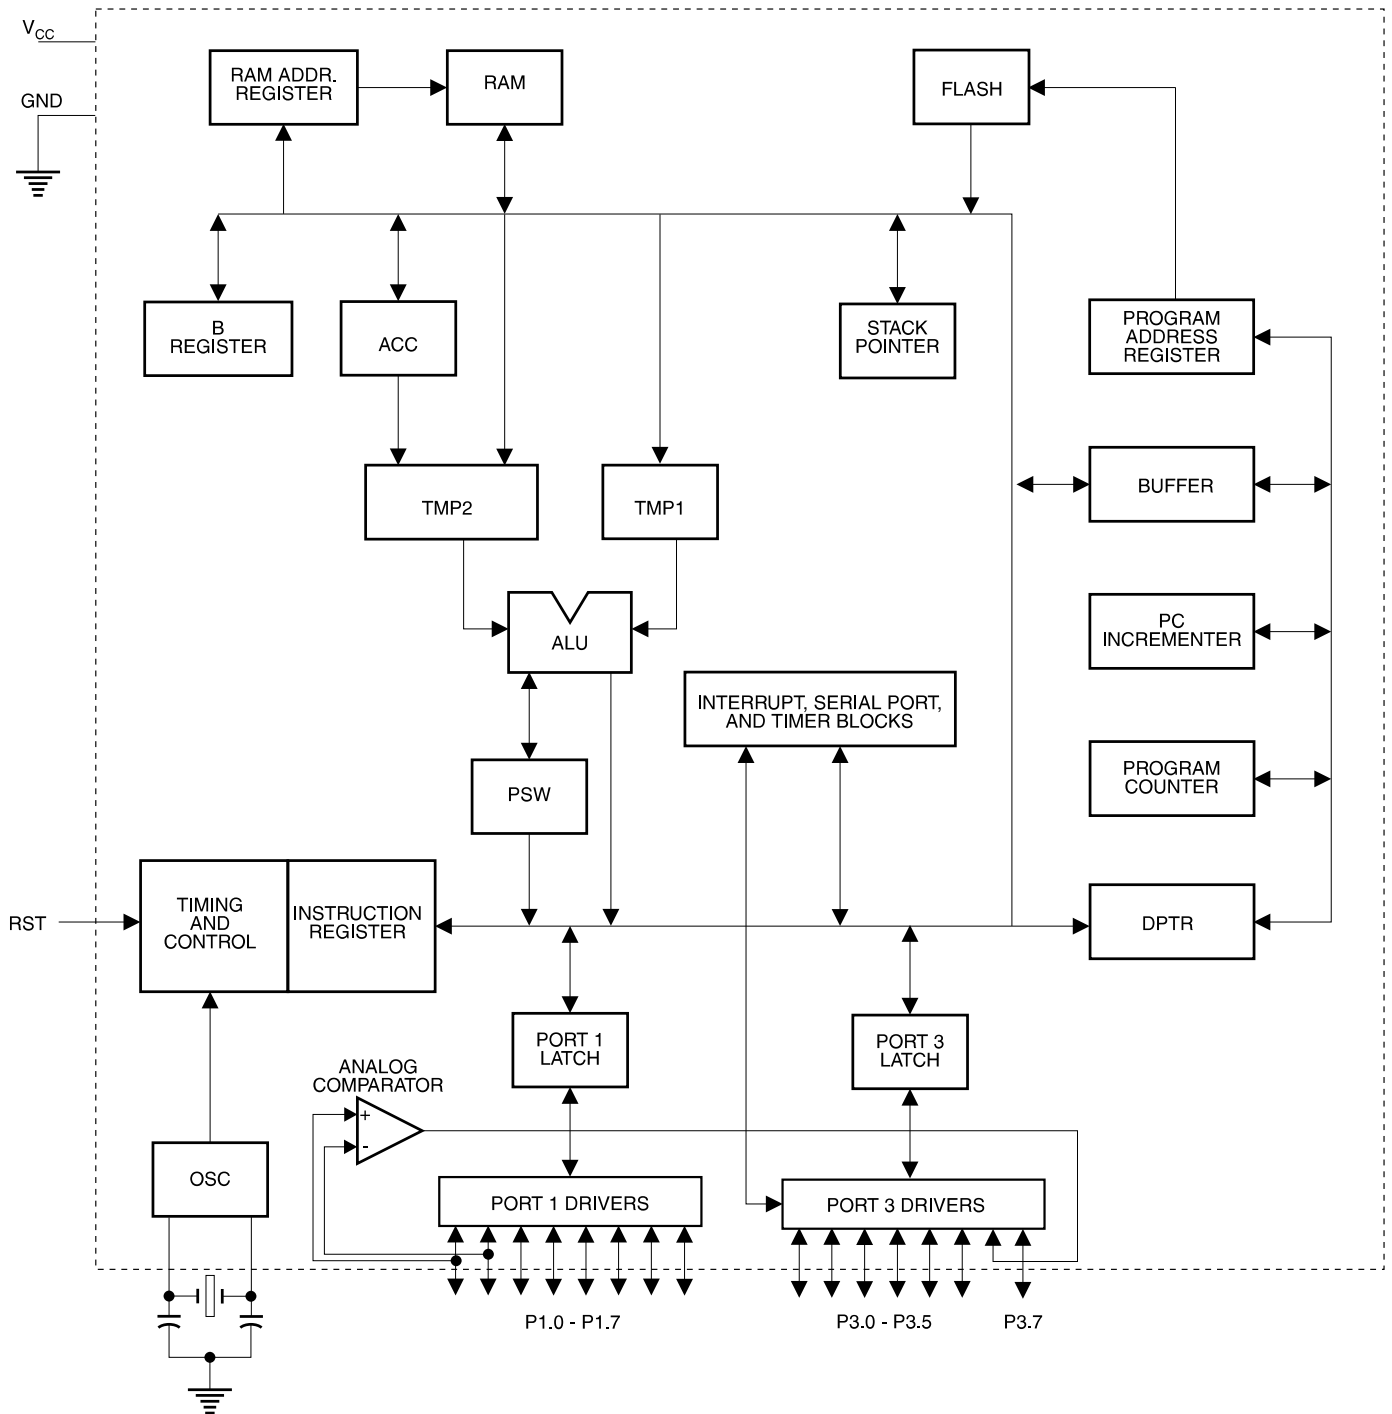 VCC
GND
RAM ADDR.
REGISTER
RAM
FLASH
B
REGISTER
ACC
STACK
POINTER
PROGRAM
ADDRESS
REGISTER
TMP2
TMP1
BUFFER
ALU
PC
INCREMENTER
INTERRUPT, SERIAL PORT,
AND TIMER BLOCKS
PSW
PROGRAM
COUNTER
RST
TIMING
AND
CONTROL
INSTRUCTION
REGISTER
DPTR
PORT 1
LATCH
PORT 3
LATCH
ANALOG
COMPARATOR
+
-
OSC
PORT 1 DRIVERS
PORT 3 DRIVERS
P1.0 - P1.7
P3.0 - P3.5
P3.7